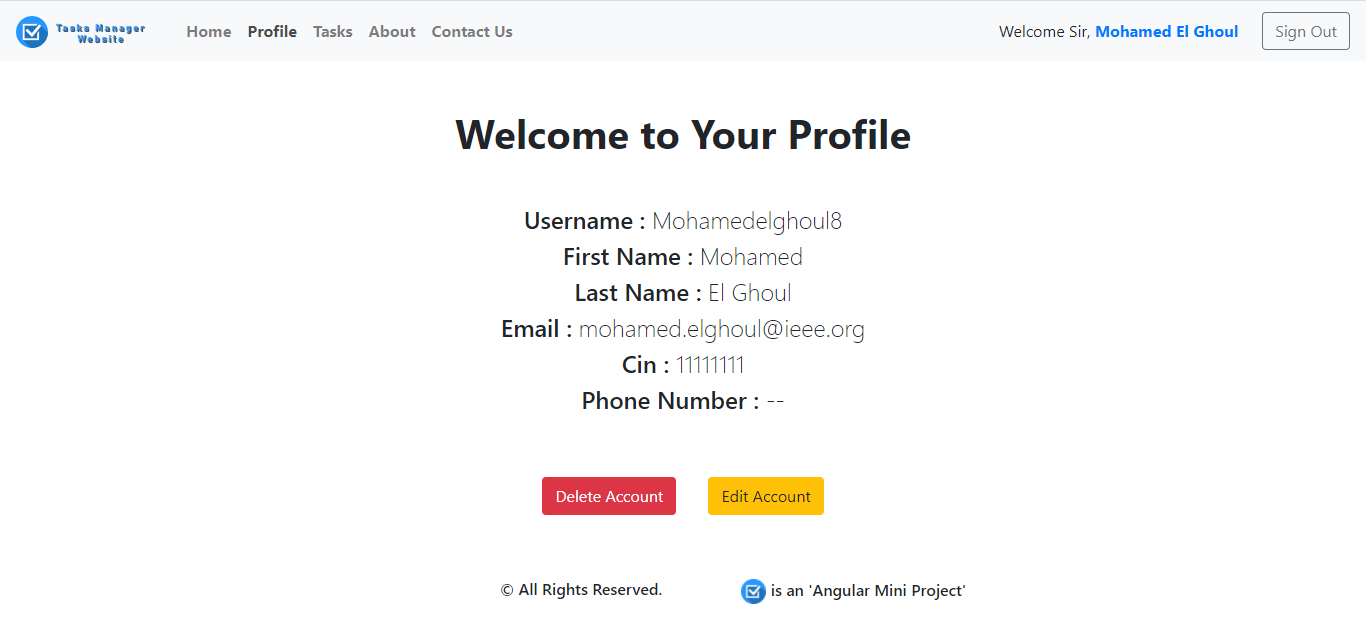 Tasks Manager
Website
Home Profile Tasks About Contact Us
Welcome Sir, Mohamed El Ghoul
Sign Out
Welcome to Your Profile
Username : Mohamedelghoul8
First Name : Mohamed
Last Name : El Ghoul
Email : mohamed.elghoul@ieee.org
Cin : 11111111
Phone Number : --
Delete Account
Edit Account
© All Rights Reserved.
is an 'Angular Mini Project'